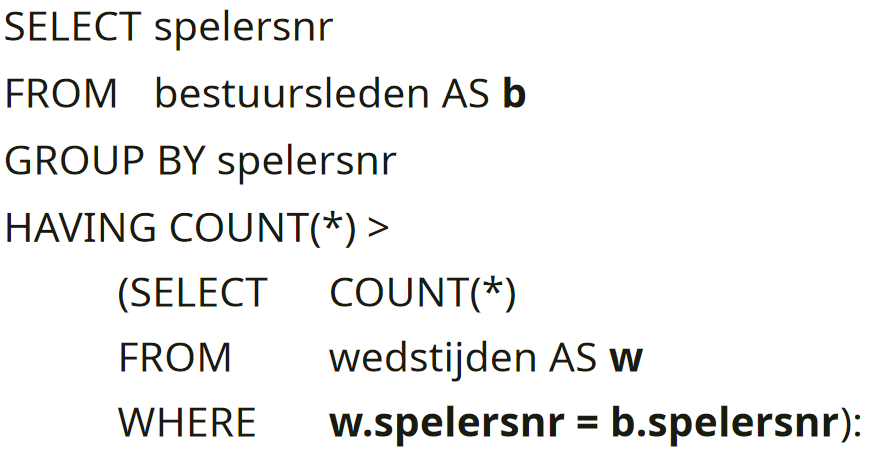 SELECT spelersnr
FROM bestuursleden AS b
GROUP BY spelersnr
HAVING COUNT(*) >
(SELECT COUNT(*)
FROM wedstijden AS w
WHERE w.spelersnr = b.spelersnr):